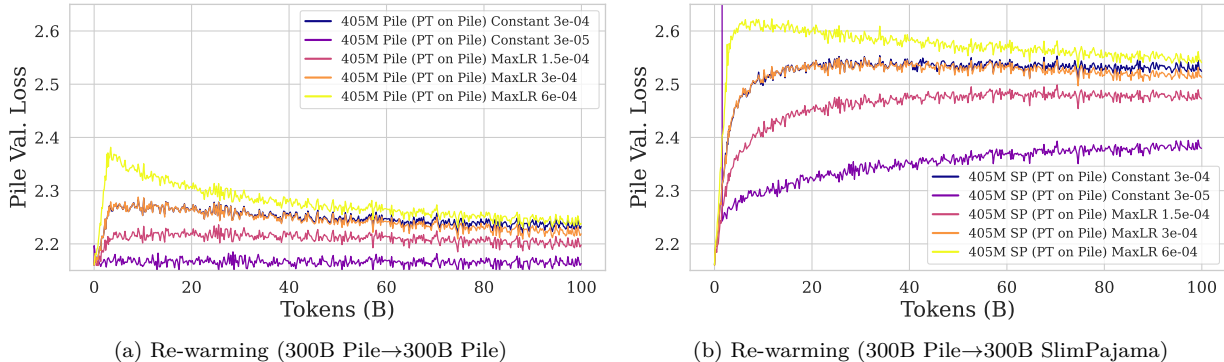 2.6
2.5
2.4
2.3
2.2
Pile Val. Loss
405M Pile (PT on Pile) Constant 3e-04
405M Pile (PT on Pile) Constant 3e-05
405M Pile (PT on Pile) MaxLR 1.5e-04
405M Pile (PT on Pile) MaxLR 3e-04
405M Pile (PT on Pile) MaxLR 6e-04
0 20 40 60 80 100
Tokens (B)
(a) Re-warming (300B Pile→300B Pile)
2.6
2.5
2.4
2.3
2.2
Pile Val. Loss
405M SP (PT on Pile) Constant 3e-04
405M SP (PT on Pile) Constant 3e-05
405M SP (PT on Pile) MaxLR 1.5e-04
405M SP (PT on Pile) MaxLR 3e-04
405M SP (PT on Pile) MaxLR 6e-04
0 20 40 60 80 100
Tokens (B)
(b) Re-warming (300B Pile→300B SlimPajama)